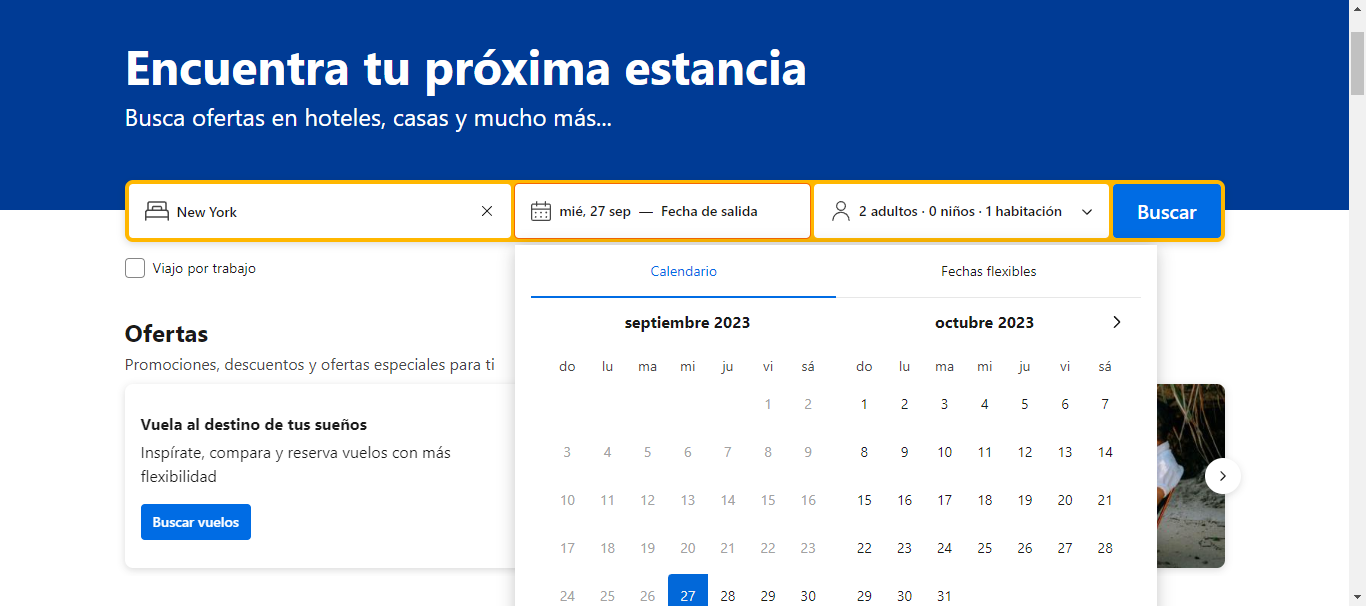 Encuentra tu próxima estancia
Busca ofertas en hoteles, casas y mucho más...
New York
mié, 27 sep — Fecha de salida
2 adultos · 0 niños · 1 habitación
Buscar
Viajo por trabajo
Calendario
Fechas flexibles
Ofertas
Promociones, descuentos y ofertas especiales para ti
Vuela al destino de tus sueños
Inspírate, compara y reserva vuelos con más
flexibilidad
Buscar vuelos
septiembre 2023
do lu ma mi ju vi sá
1 2
3 4 5 6 7 8 9
10 11 12 13 14 15 16
17 18 19 20 21 22 23
24 25 26 27 28 29 30
octubre 2023
do lu ma mi ju vi sá
1 2 3 4 5 6 7
8 9 10 11 12 13 14
15 16 17 18 19 20 21
22 23 24 25 26 27 28
29 30 31